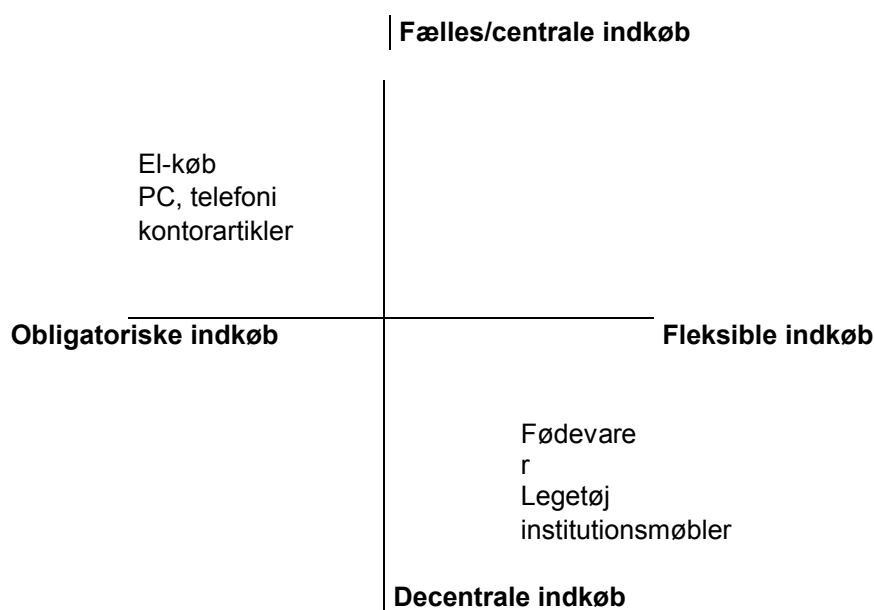 Fælles/centrale indkøb
El-køb
PC, telefoni
kontorartikler
Obligatoriske indkøb
Fleksible indkøb
Fødevare
r
Legetøj
institutionsmøbler
Decentrale indkøb